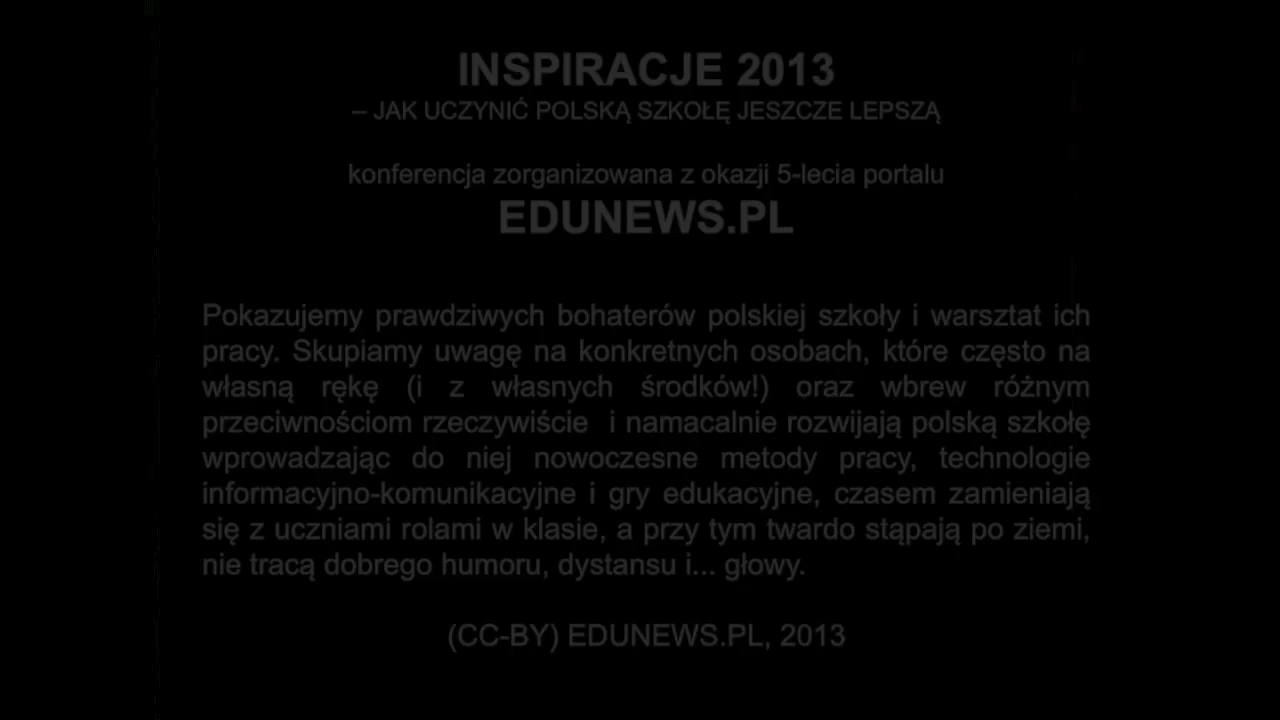 INSPIRACJE 2013
– JAK UCZYNIĆ POLSKĄ SZKOŁĘ JESZCZE LEPSZĄ
konferencja zorganizowana z okazji 5-lecia portalu
EDUNEWS.PL
Pokazujemy prawdziwych bohaterów polskiej szkoły i warsztat ich
pracy. Skupiamy uwagę na konkretnych osobach, które często na
własną rękę (i z własnych środków!) oraz wbrew różnym
przeciwnościom rzeczywiście i namacalnie rozwijają polską szkołę
wprowadzając do niej nowoczesne metody pracy, technologie
informacyjno-komunikacyjne i gry edukacyjne, czasem zamieniają
się z uczniami rolami w klasie, a przy tym twardo stąpają po ziemi,
nie tracą dobrego humoru, dystansu i... głowy.
(CC-BY) EDUNEWS.PL, 2013